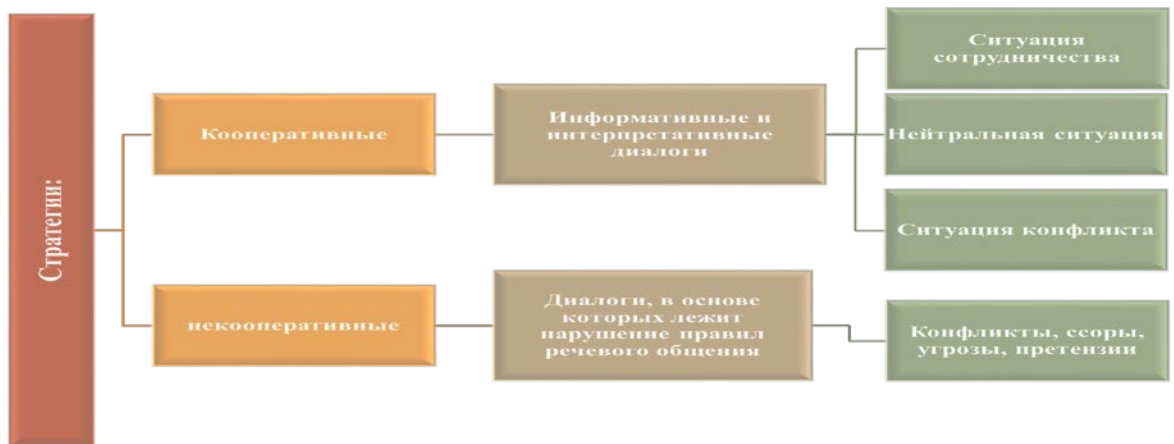 Стратегии:
Кооперативные
Информативные и
интерпретативные
диалоги
Ситуация
сотрудничества
Нейтральная ситуация
Ситуация конфликта
некооперативные
Диалоги, в основе
которых лежит
нарушение правил
речевого общения
Конфликты, ссоры,
угрозы, претензии